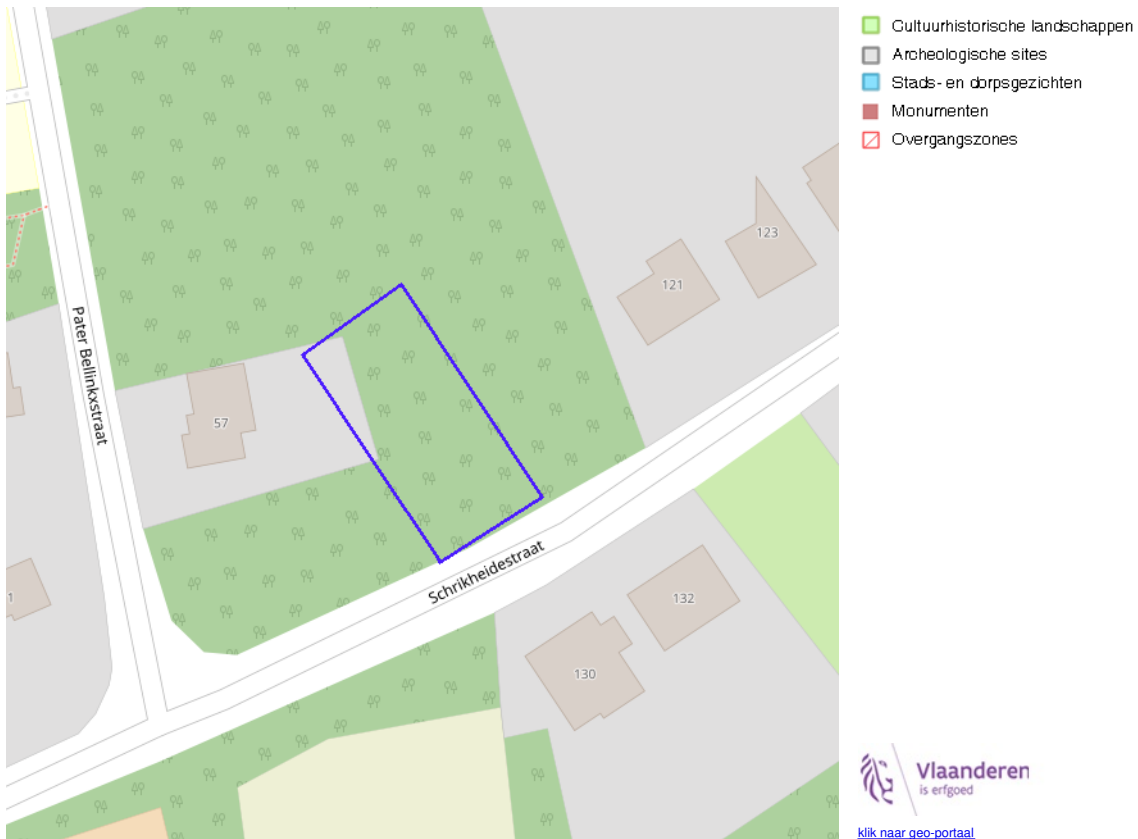 Cultuurhistorische landschappen
Archeologische sites
Stads- en dorpsgezichten
Monumenten
Overgangszones
123
121
Pater Bellinkxstraat
57
Schrikheidestraat
1
132
130
Vlaanderen
is erfgoed
klik naar geo-portaal